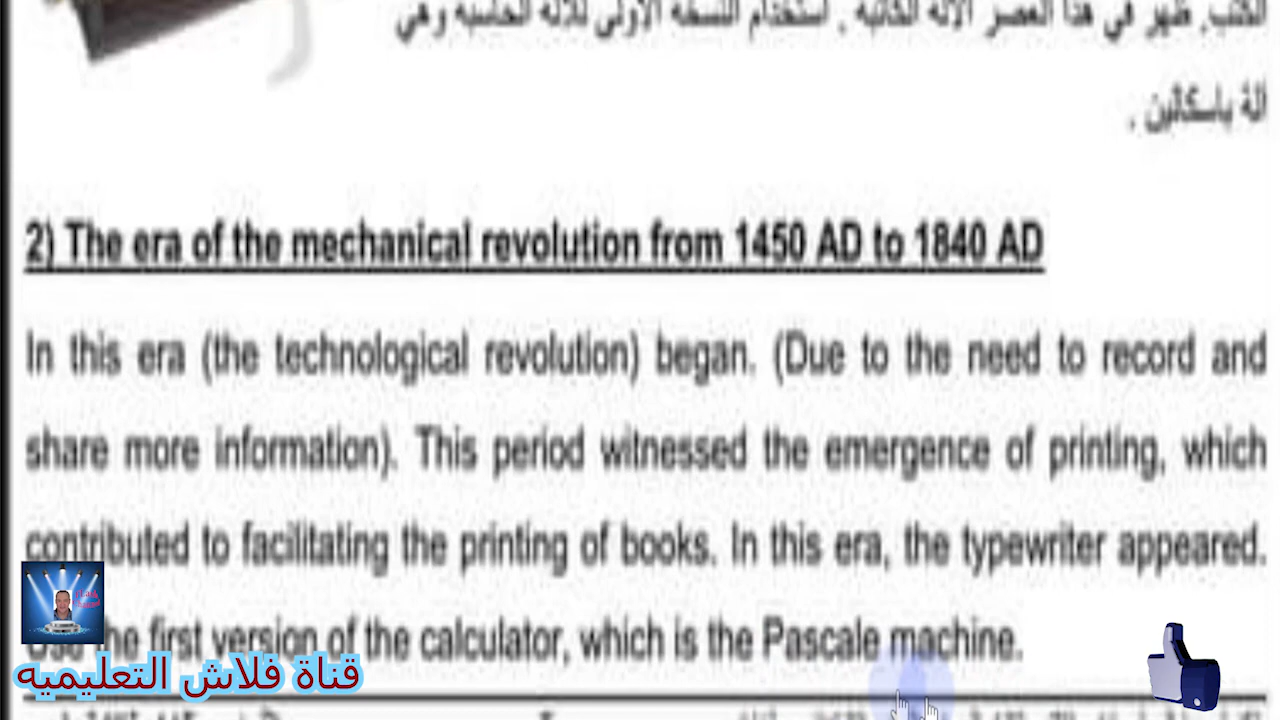 الكتب. ظهر في هذا العصر الآلة الكاتبة . استخدام النسخة الأولى للآلة الحاسبة وهي
آلة باسكالين .
2) The era of the mechanical revolution from 1450 AD to 1840 AD
In this era (the technological revolution) began. (Due to the need to record and
share more information). This period witnessed the emergence of printing, which
contributed to facilitating the printing of books. In this era, the typewriter appeared.
the first version of the calculator, which is the Pascale machine.
قناة فلاش التعليميه